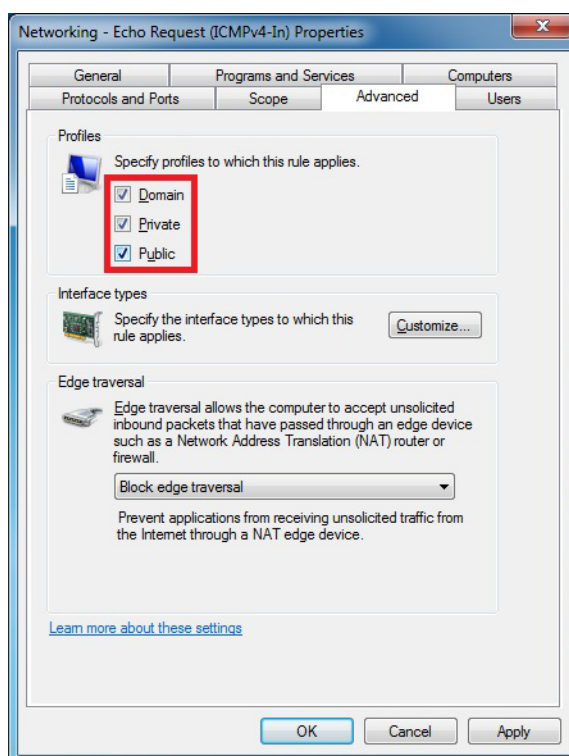 Networking - Echo Request (ICMPv4-In) Properties
General
Programs and Services
Computers
Protocols and Ports
Scope
Advanced
Users
Profiles
Specify profiles to which this rule applies.
Domain
Private
Public
Interface types
Specify the interface types to which this
rule applies.
Customize...
Edge traversal
Edge traversal allows the computer to accept unsolicited
inbound packets that have passed through an edge device
such as a Network Address Translation (NAT) router or
firewall.
Block edge traversal
Prevent applications from receiving unsolicited traffic from
the Internet through a NAT edge device.
Learn more about these settings
OK
Cancel
Apply